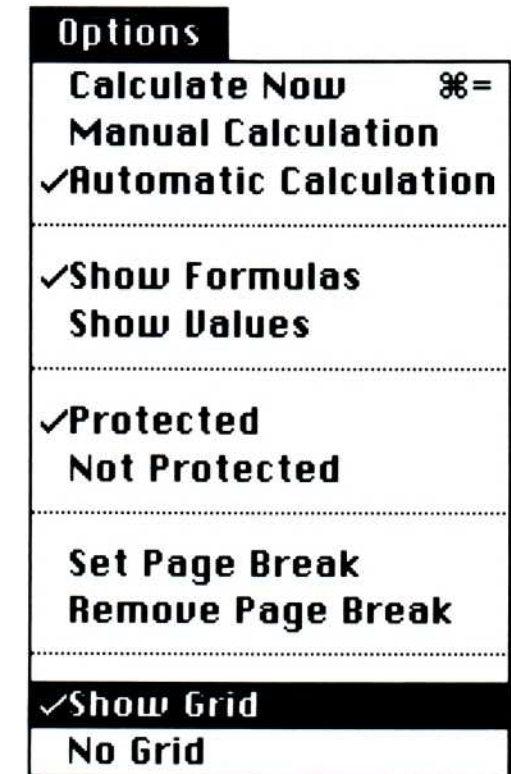 Options
Calculate Now ⌘=
Manual Calculation
✓Automatic Calculation
✓Show Formulas
Show Values
✓Protected
Not Protected
Set Page Break
Remove Page Break
✓Show Grid
No Grid